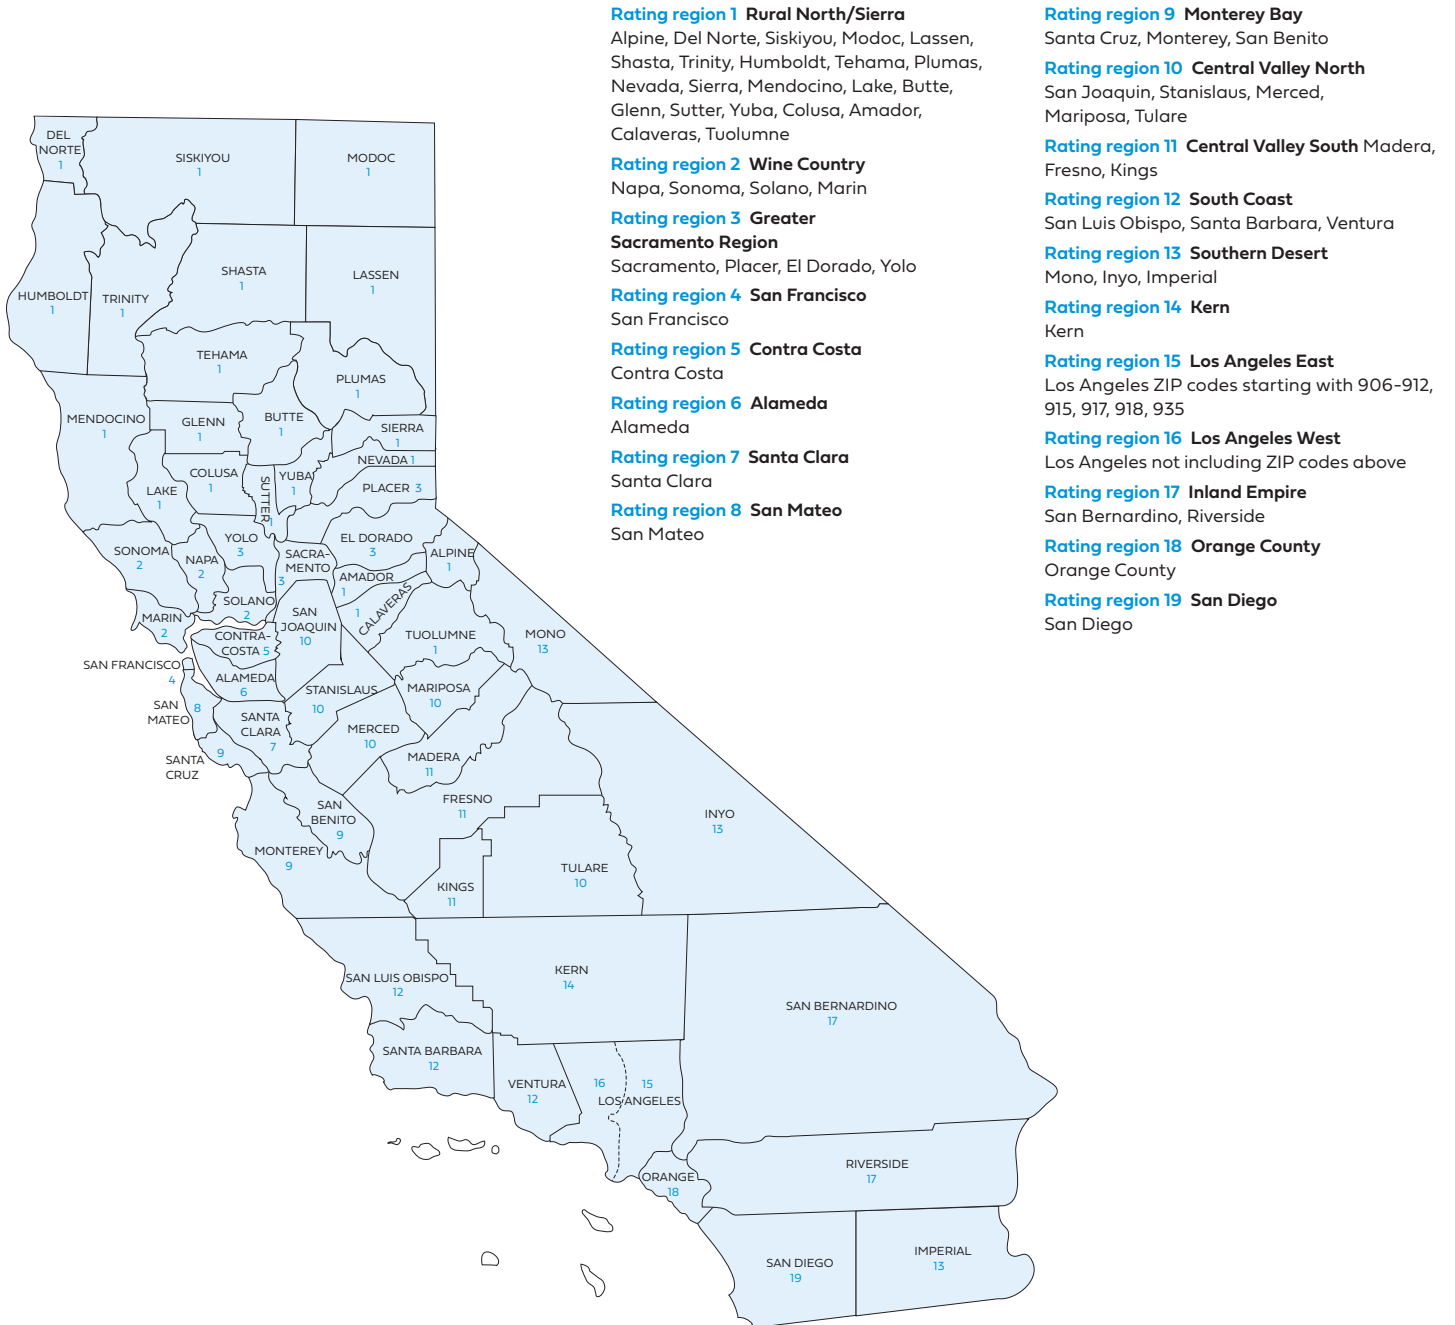 Rating region 1 Rural North/Sierra
Alpine, Del Norte, Siskiyou, Modoc, Lassen,
Shasta, Trinity, Humboldt, Tehama, Plumas,
Nevada, Sierra, Mendocino, Lake, Butte,
Glenn, Sutter, Yuba, Colusa, Amador,
Calaveras, Tuolumne
Rating region 2 Wine Country
Napa, Sonoma, Solano, Marin
Rating region 3 Greater
Sacramento Region
Sacramento, Placer, El Dorado, Yolo
Rating region 4 San Francisco
San Francisco
Rating region 5 Contra Costa
Contra Costa
Rating region 6 Alameda
Alameda
Rating region 7 Santa Clara
Santa Clara
Rating region 8 San Mateo
San Mateo
Rating region 9 Monterey Bay
Santa Cruz, Monterey, San Benito
Rating region 10 Central Valley North
San Joaquin, Stanislaus, Merced,
Mariposa, Tulare
Rating region 11 Central Valley South Madera,
Fresno, Kings
Rating region 12 South Coast
San Luis Obispo, Santa Barbara, Ventura
Rating region 13 Southern Desert
Mono, Inyo, Imperial
Rating region 14 Kern
Kern
Rating region 15 Los Angeles East
Los Angeles ZIP codes starting with 906-912,
915, 917, 918, 935
Rating region 16 Los Angeles West
Los Angeles not including ZIP codes above
Rating region 17 Inland Empire
San Bernardino, Riverside
Rating region 18 Orange County
Orange County
Rating region 19 San Diego
San Diego
DEL
NORTE
1
SISKIYOU
1
MODOC
1
HUMBOLDT
1
TRINITY
1
SHASTA
1
LASSEN
1
TEHAMA
1
PLUMAS
1
MENDOCINO
1
GLENN
1
BUTTE
1
SIERRA
1
NEVADA 1
PLACER 3
LAKE
1
COLUSA
1
SUTTER
1
YUBA
1
SONOMA
2
NAPA
2
YOLO
3
SACRA-
MENTO
3
EL DORADO
3
ALPINE
1
AMADOR
1
CALAVERAS
1
MARIN
2
SOLANO
2
SAN
JOAQUIN
10
CONTRA-
COSTA 5
TUOLUMNE
1
MONO
13
SAN FRANCISCO
4
ALAMEDA
6
STANISLAUS
10
MARIPOSA
10
SAN
MATEO
8
SANTA
CLARA
7
MERCED
10
SANTA
CRUZ
9
MADERA
11
SAN
BENITO
9
FRESNO
11
INYO
13
MONTEREY
9
KINGS
11
TULARE
10
SAN LUIS OBISPO
12
KERN
14
SAN BERNARDINO
17
SANTA BARBARA
12
VENTURA
12
16
15
LOS ANGELES
ORANGE
18
RIVERSIDE
17
SAN DIEGO
19
IMPERIAL
13